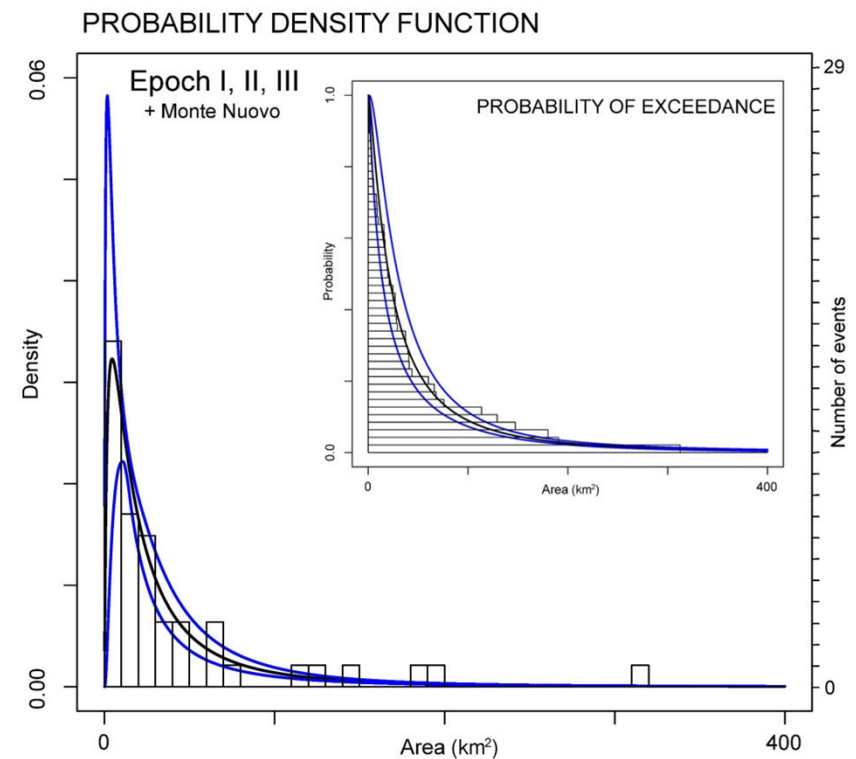 PROBABILITY DENSITY FUNCTION
Epoch I, II, III
+ Monte Nuovo
0.06
Density
0.00
0
Area (km²)
400
29
Number of events
0
PROBABILITY OF EXCEEDANCE
1.0
Probability
0.0
0
Area (km²)
400